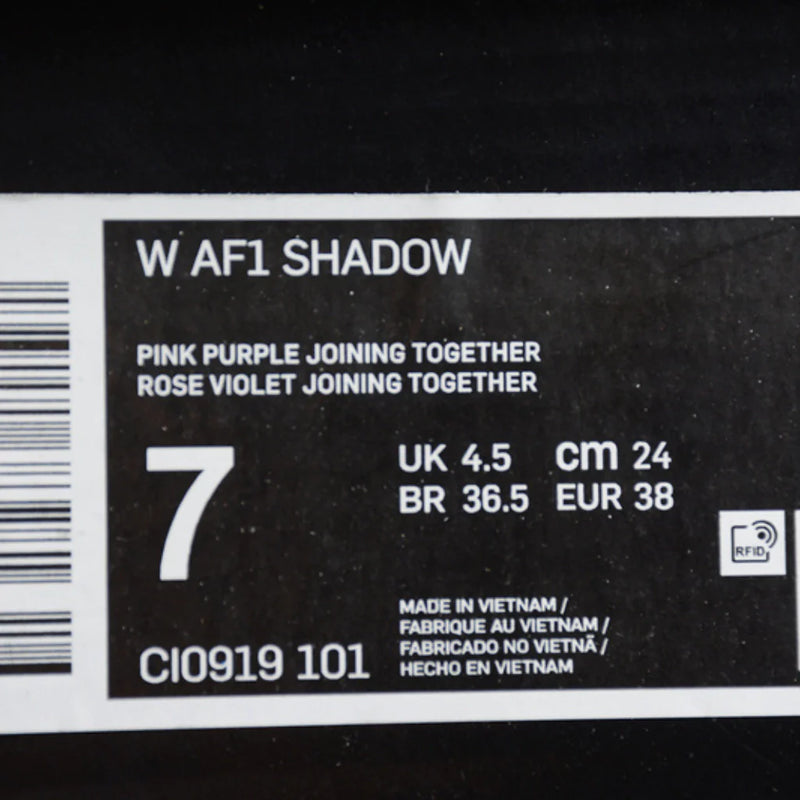 W AF1 SHADOW
PINK PURPLE JOINING TOGETHER
ROSE VIOLET JOINING TOGETHER
7
UK 4.5 cm 24
BR 36.5 EUR 38
RFID
MADE IN VIETNAM /
FABRIQUE AU VIETNAM /
FABRICADO NO VIETNÃ /
HECHO EN VIETNAM
CI0919 101